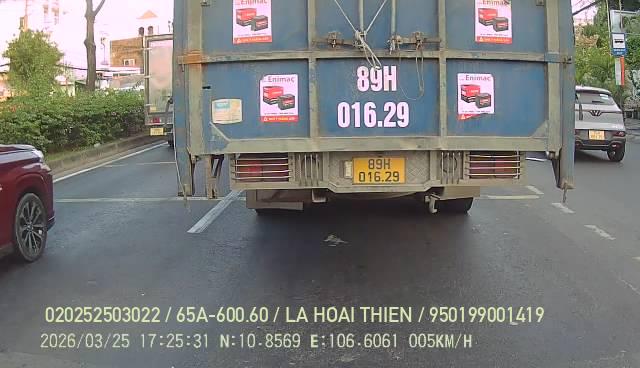 Enimac
Enimac
Enimac
Enimac
89H
016.29
89H
016.29
020252503022 / 65A-600.60 / LA HOAI THIEN / 950199001419
2026/03/25 17:25:31 N:10.8569 E:106.6061 005KM/H